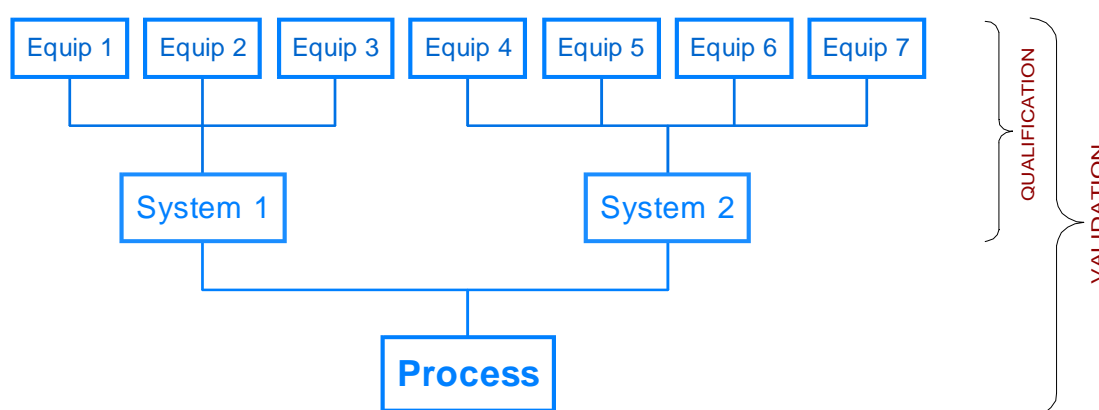 Equip 1
Equip 2
Equip 3
Equip 4
Equip 5
Equip 6
Equip 7
QUALIFICATION
VALIDATION
System 1
System 2
Process